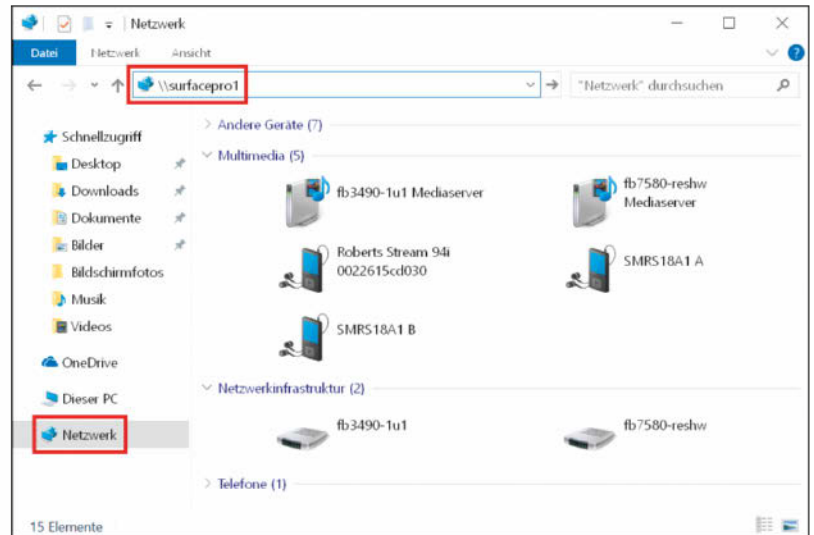 Netzwerk
Datei Netzwerk Ansicht
\\surfacepro1
"Netzwerk" durchsuchen
Schnellzugriff
Desktop
Downloads
Dokumente
Bilder
Bildschirmfotos
Musik
Videos
OneDrive
Dieser PC
Netzwerk
Andere Geräte (7)
Multimedia (5)
fb3490-1u1 Mediaserver
fb7580-reshw
Mediaserver
Roberts Stream 94i
0022615cd030
SMRS18A1 A
SMRS18A1 B
Netzwerkinfrastruktur (2)
fb3490-1u1
fb7580-reshw
Telefone (1)
15 Elemente